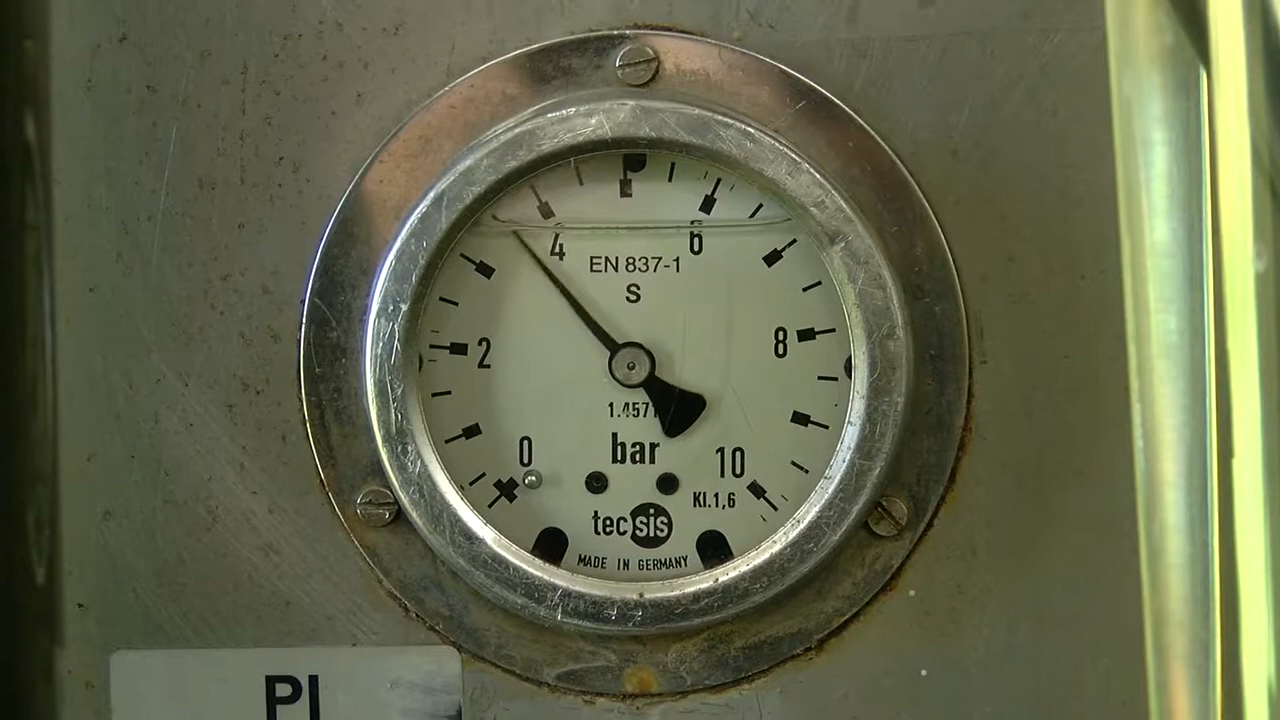 4
6
EN 837-1
S
2
8
1.4571
0
bar
10
Kl.1,6
tecsis
MADE IN GERMANY
PI